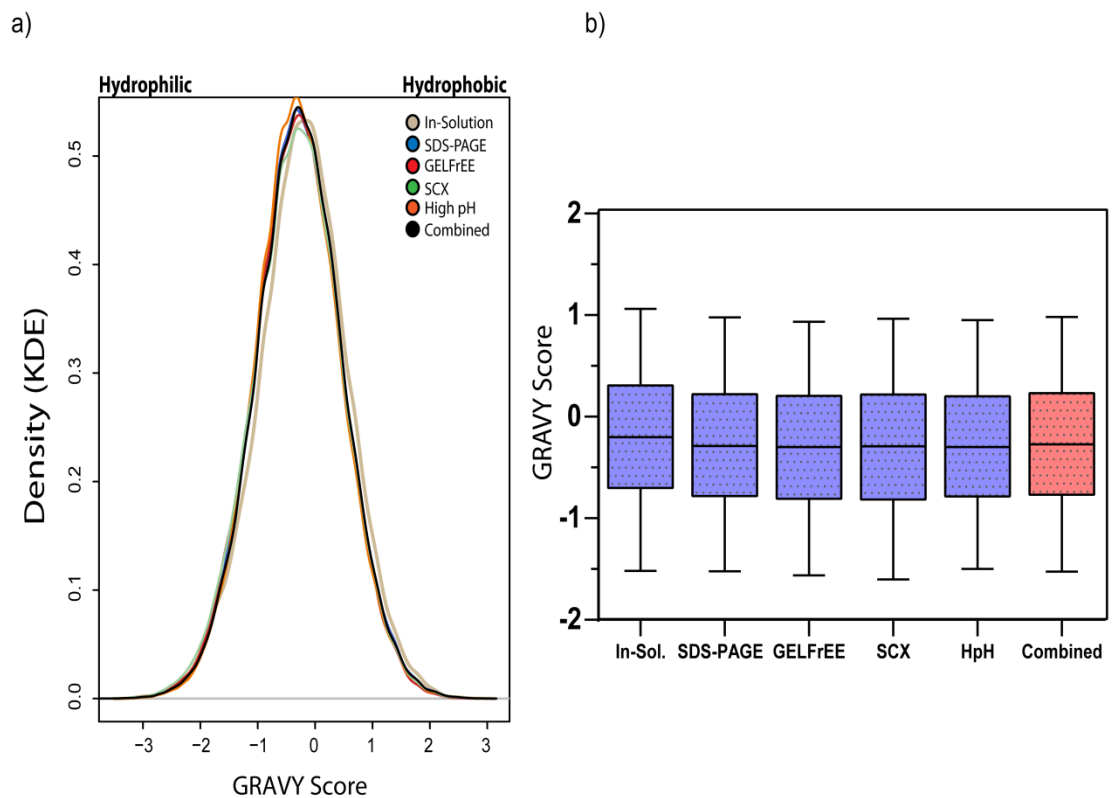 a)
Hydrophilic Hydrophobic
In-Solution
SDS-PAGE
GELFrEE
SCX
High pH
Combined
Density (KDE)
0.5
0.4
0.3
0.2
0.1
0.0
−3 −2 −1 0 1 2 3
GRAVY Score
b)
GRAVY Score
2
1
0
-1
-2
In-Sol. SDS-PAGE GELFrEE SCX HpH Combined